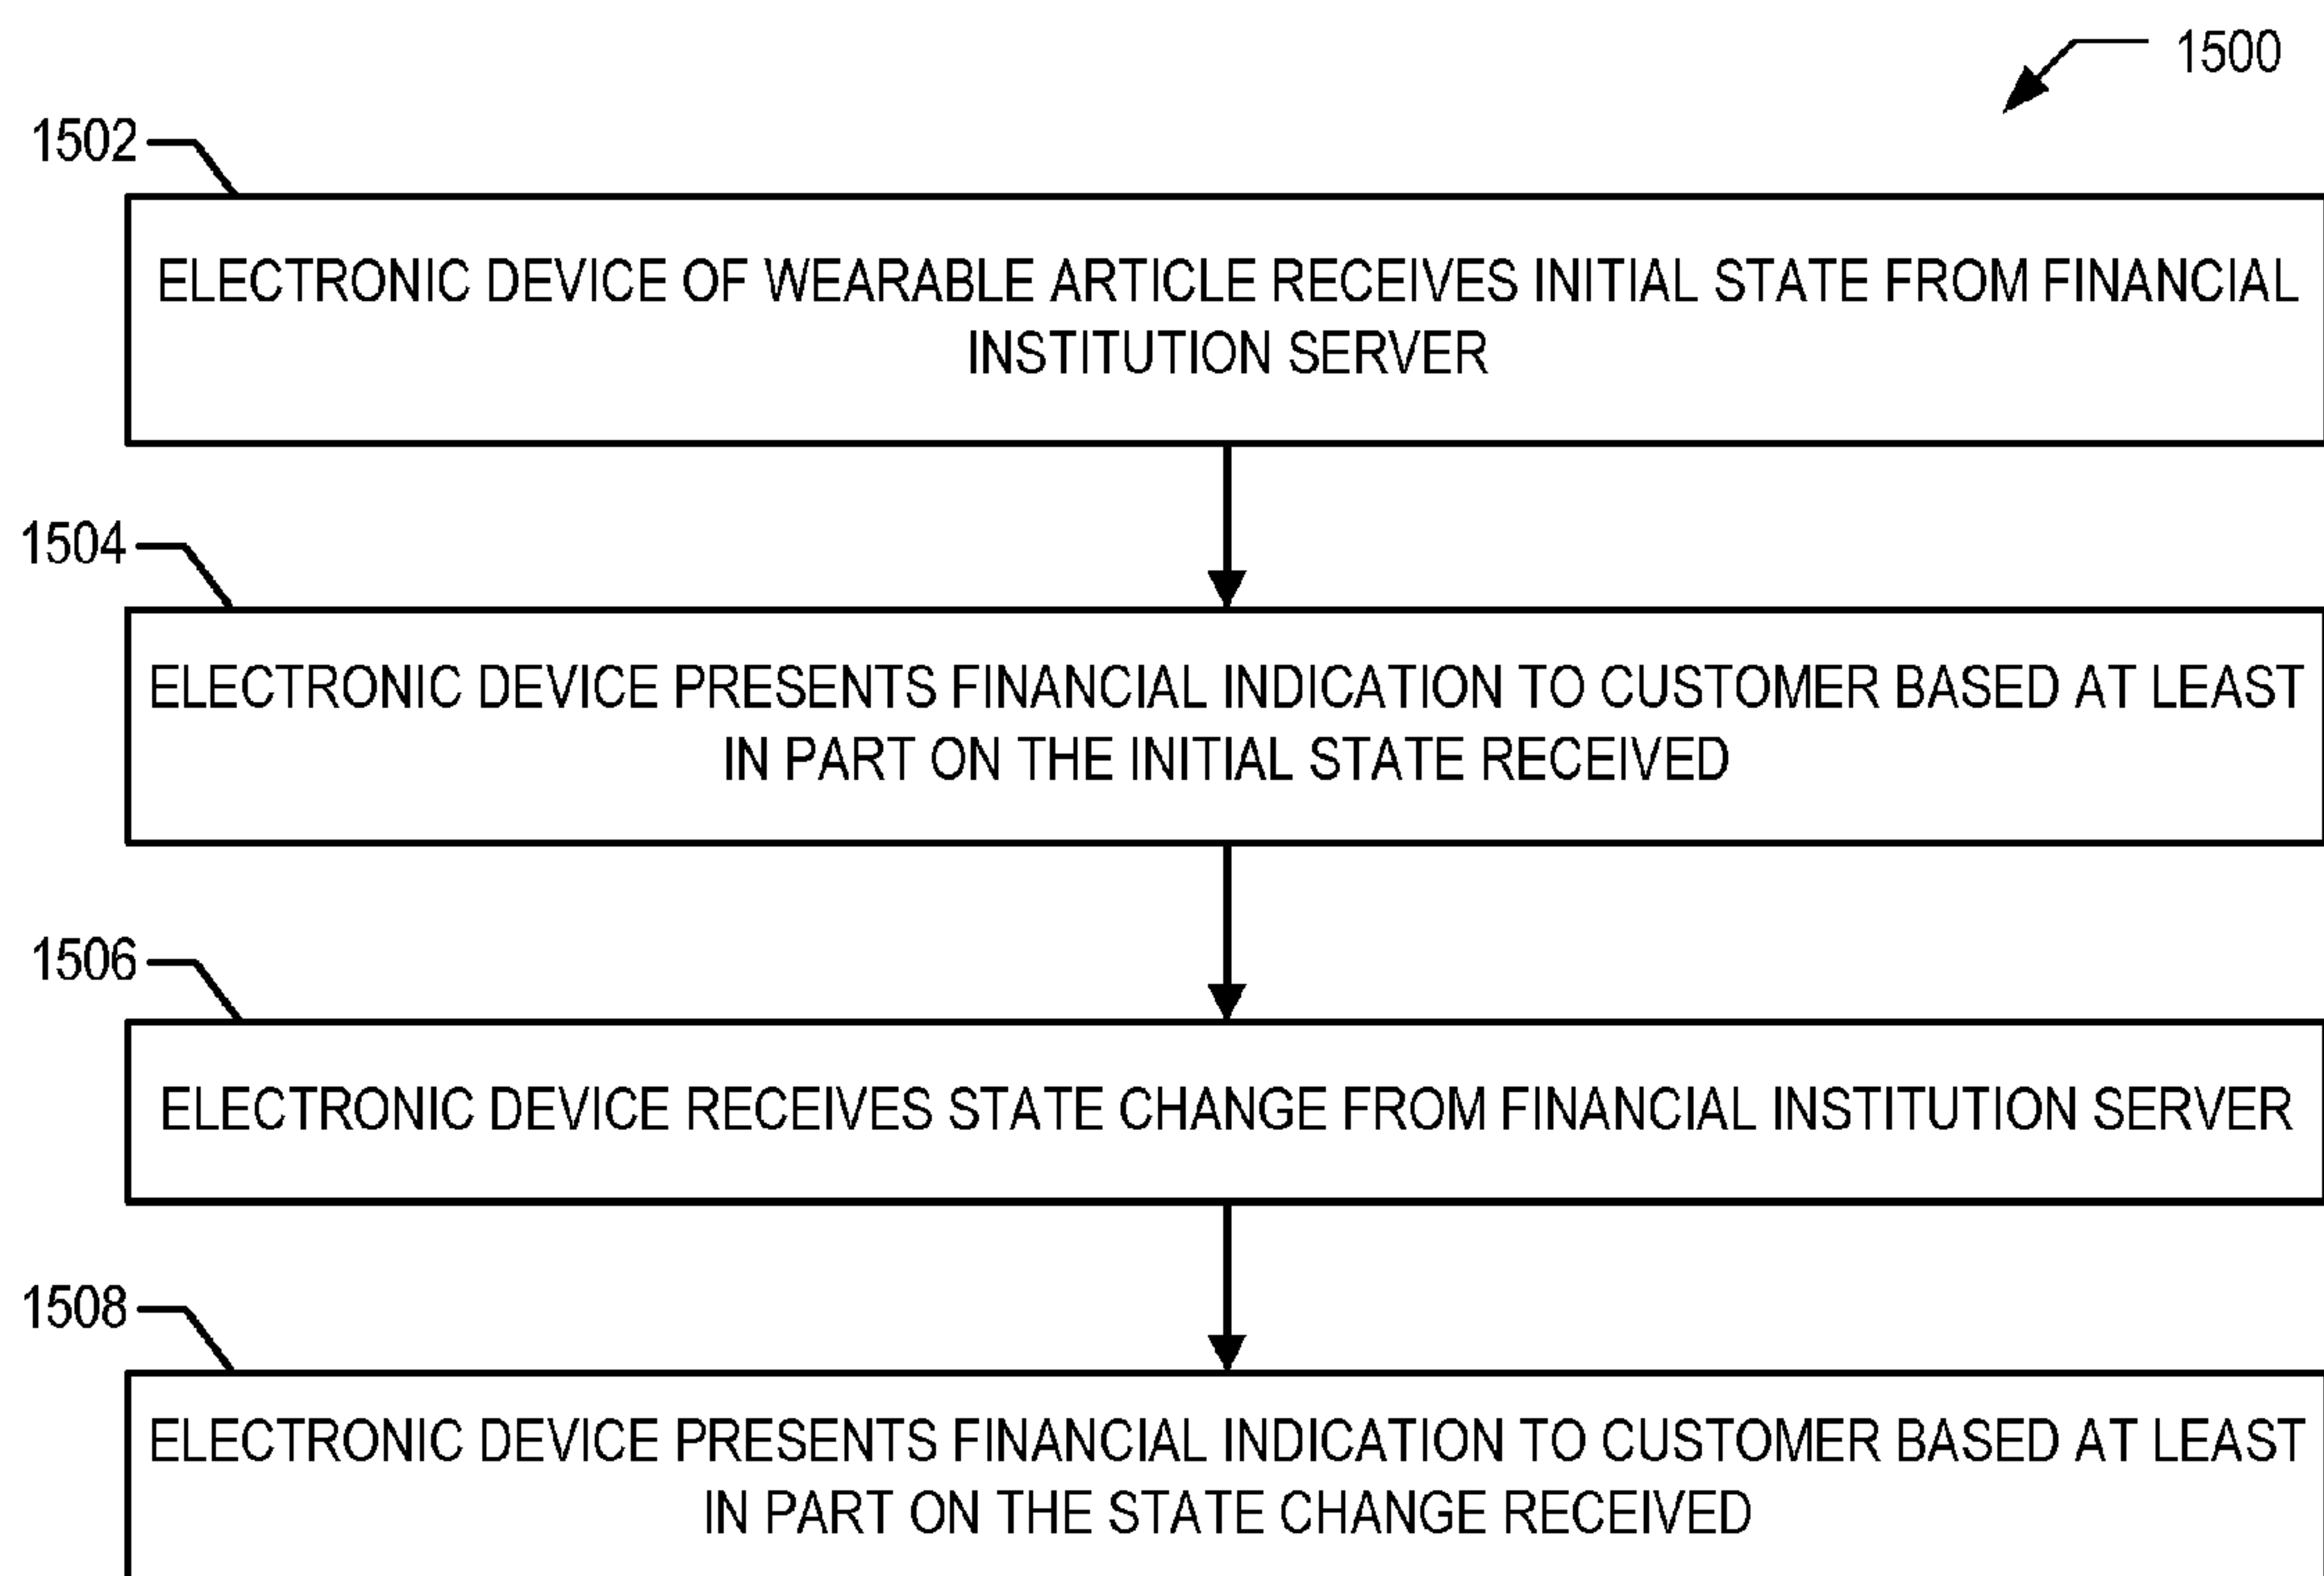 1500
1502
ELECTRONIC DEVICE OF WEARABLE ARTICLE RECEIVES INITIAL STATE FROM FINANCIAL
INSTITUTION SERVER
1504
ELECTRONIC DEVICE PRESENTS FINANCIAL INDICATION TO CUSTOMER BASED AT LEAST
IN PART ON THE INITIAL STATE RECEIVED
1506
ELECTRONIC DEVICE RECEIVES STATE CHANGE FROM FINANCIAL INSTITUTION SERVER
1508
ELECTRONIC DEVICE PRESENTS FINANCIAL INDICATION TO CUSTOMER BASED AT LEAST
IN PART ON THE STATE CHANGE RECEIVED